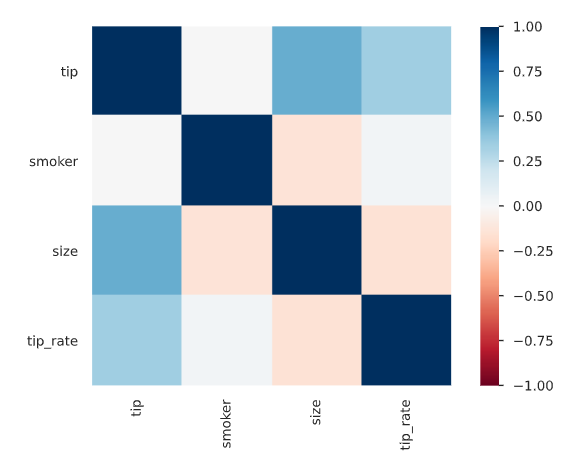 tip
smoker
size
tip_rate
tip
smoker
size
tip_rate
1.00
0.75
0.50
0.25
0.00
−0.25
−0.50
−0.75
−1.00